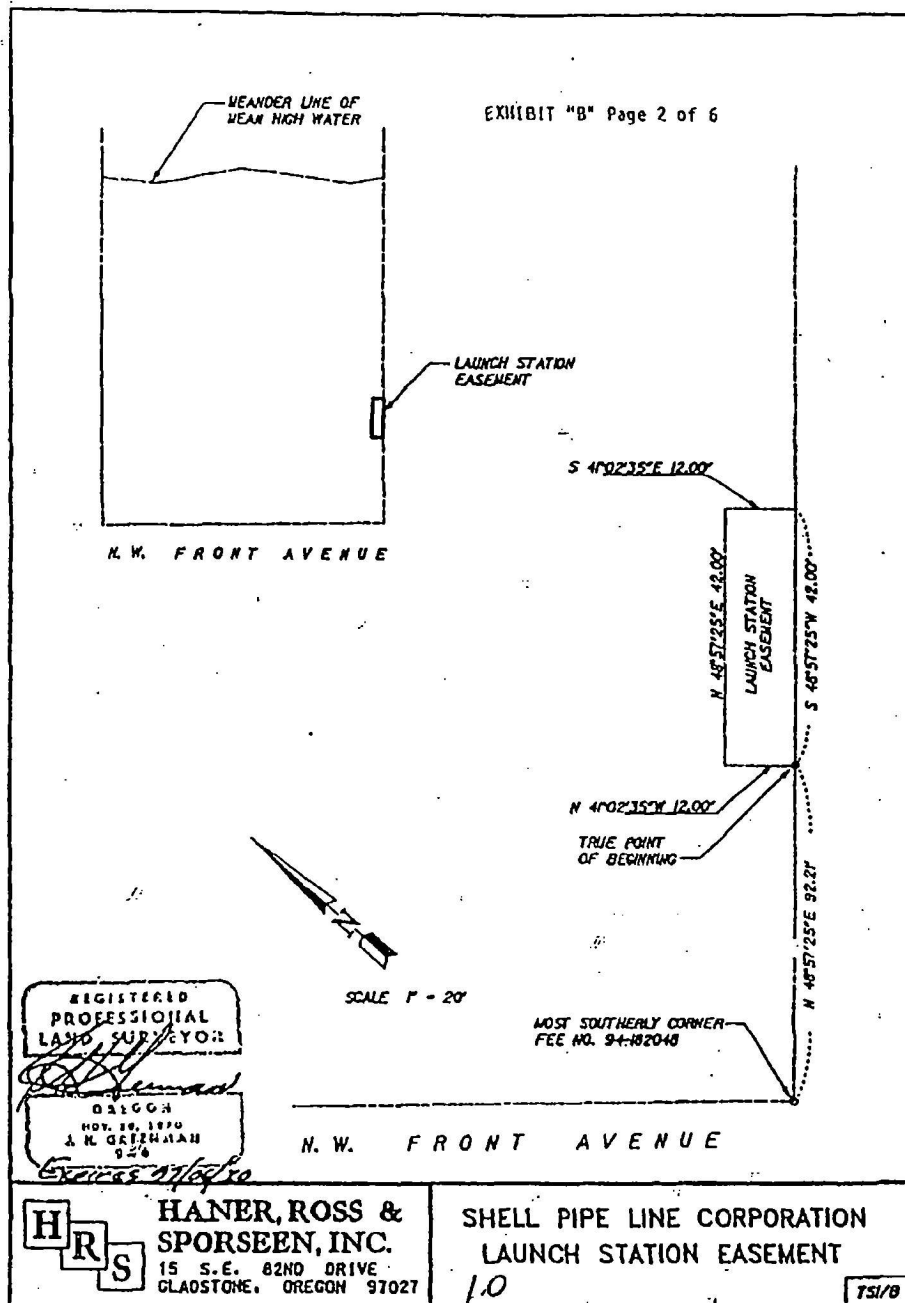 EXHIBIT "B" Page 2 of 6
MEANDER LINE OF
MEAN HIGH WATER
LAUNCH STATION
EASEMENT
N.W. FRONT AVENUE
S 41°02'35"E 12.00'
N 48°57'25"E 42.00'
LAUNCH STATION
EASEMENT
S 48°57'25"W 42.00'
N 41°02'35"W 12.00'
TRUE POINT
OF BEGINNING
N 48°57'25"E 92.21'
N
SCALE 1" = 20'
MOST SOUTHERLY CORNER
FEE NO. 94-182048
N.W. FRONT AVENUE
REGISTERED
PROFESSIONAL
LAND SURVEYOR
OREGON
J. H. GREENMAN
Expires
HRS
HANER, ROSS &
SPORSEEN, INC.
15 S.E. 82ND DRIVE
GLADSTONE, OREGON 97027
SHELL PIPE LINE CORPORATION
LAUNCH STATION EASEMENT
1.0
TS1/B